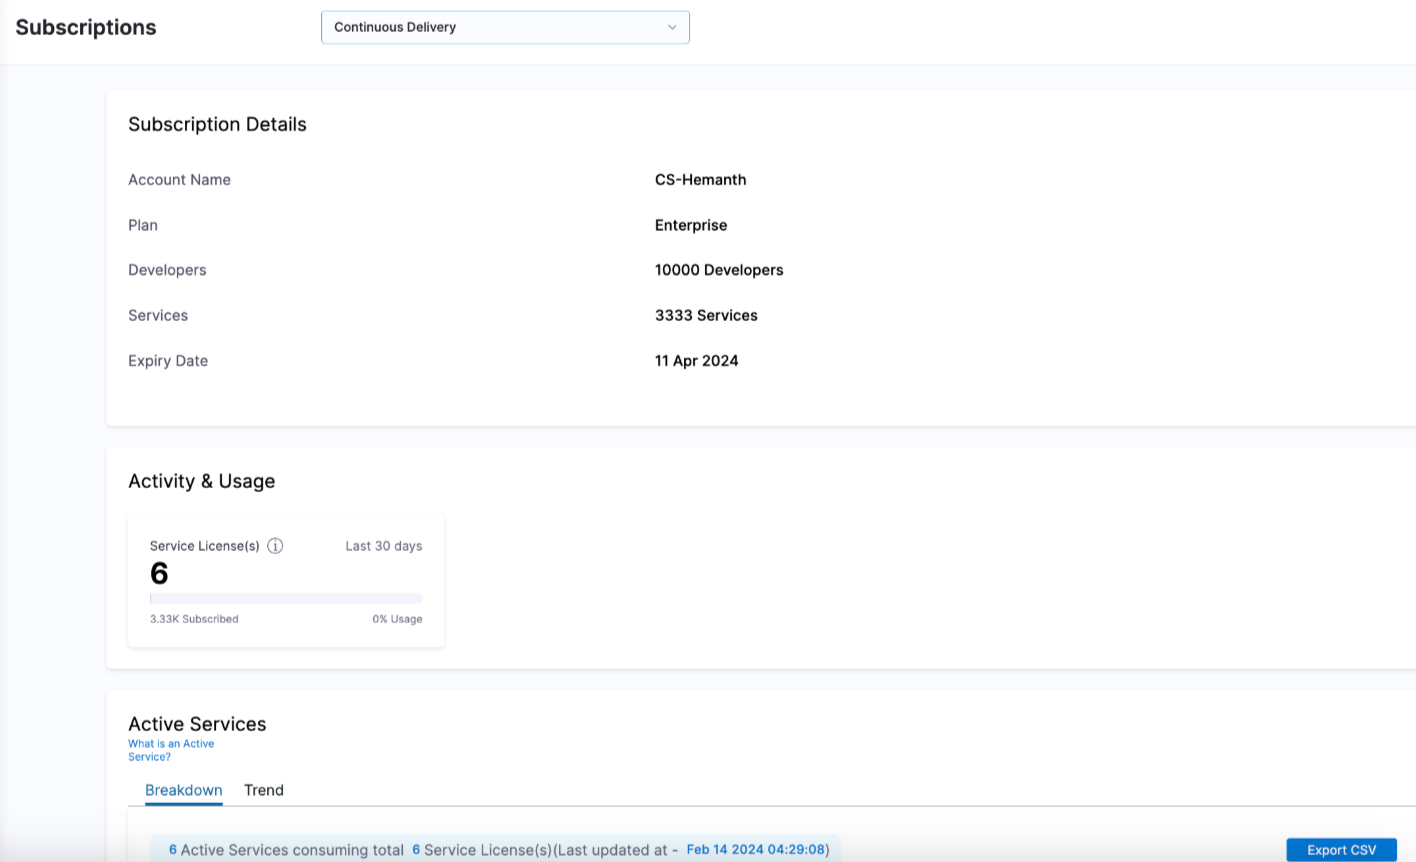 Subscriptions
Continuous Delivery
Subscription Details
Account Name CS-Hemanth
Plan Enterprise
Developers 10000 Developers
Services 3333 Services
Expiry Date 11 Apr 2024
Activity & Usage
Service License(s) Last 30 days
6
3.33K Subscribed 0% Usage
Active Services
What is an Active
Service?
Breakdown Trend
6 Active Services consuming total 6 Service License(s)(Last updated at - Feb 14 2024 04:29:08) Export CSV